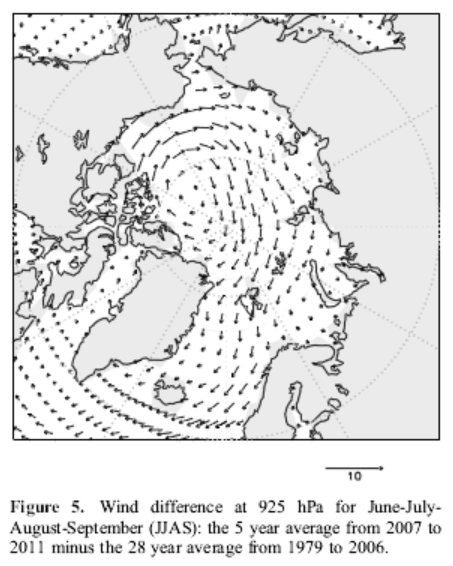 10
Figure 5. Wind difference at 925 hPa for June-July-
August-September (JJAS): the 5 year average from 2007 to
2011 minus the 28 year average from 1979 to 2006.